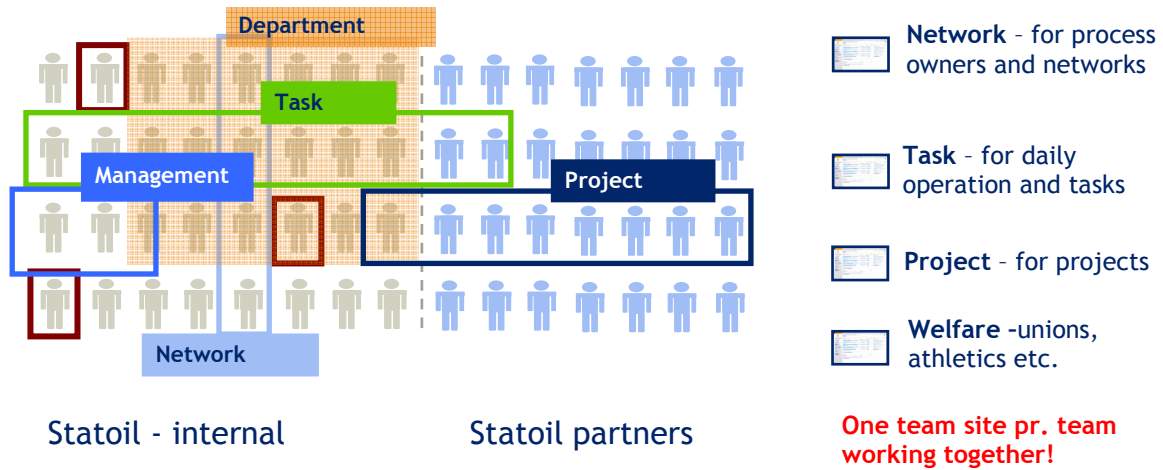 Department
Task
Management
Project
Network
Statoil - internal
Statoil partners
Network – for process
owners and networks
Task – for daily
operation and tasks
Project – for projects
Welfare –unions,
athletics etc.
One team site pr. team
working together!